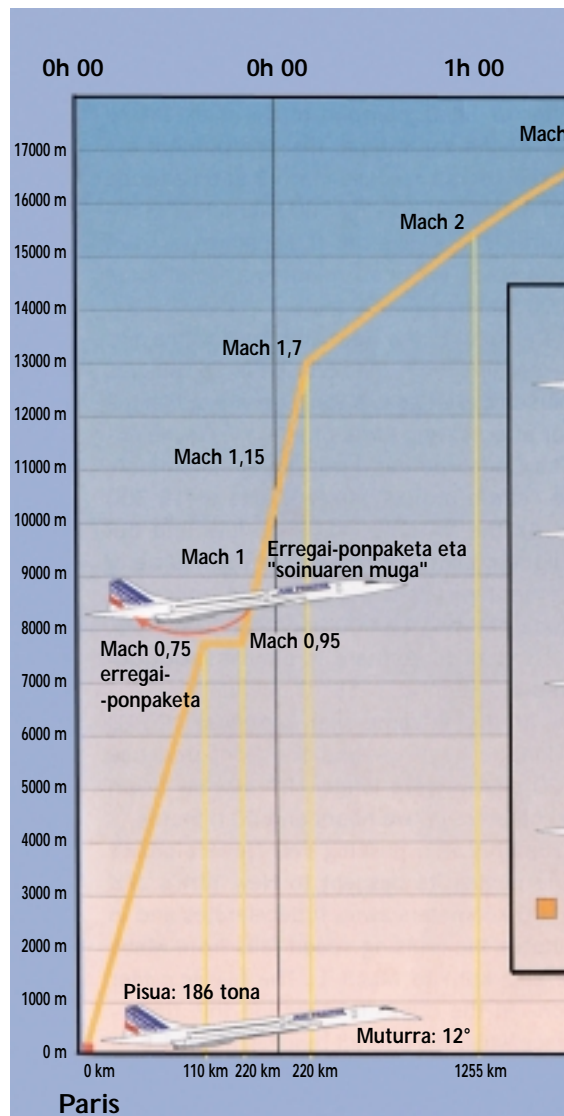 0h 00 0h 00 1h 00
17000 m
Mach
16000 m
Mach 2
15000 m
14000 m
Mach 1,7
13000 m
12000 m
Mach 1,15
11000 m
10000 m
Mach 1
Erregai-ponpaketa eta
"soinuaren muga"
9000 m
8000 m
Mach 0,75
erregai-
-ponpaketa
Mach 0,95
7000 m
6000 m
5000 m
4000 m
3000 m
2000 m
Pisua: 186 tona
1000 m
Muturra: 12°
0 m
0 km 110 km 220 km 220 km 1255 km
Paris